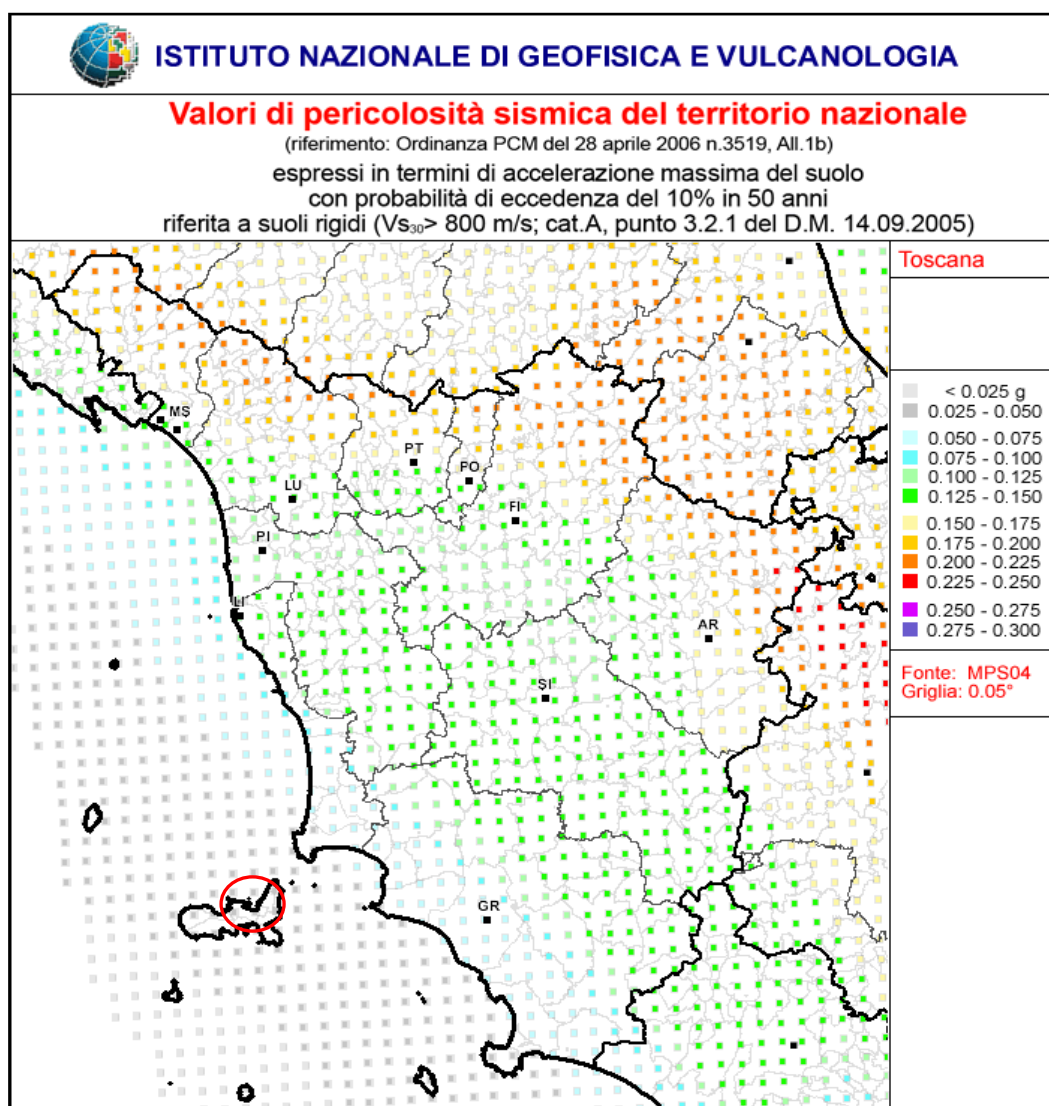 ISTITUTO NAZIONALE DI GEOFISICA E VULCANOLOGIA
Valori di pericolosità sismica del territorio nazionale
(riferimento: Ordinanza PCM del 28 aprile 2006 n.3519, All.1b)
espressi in termini di accelerazione massima del suolo
con probabilità di eccedenza del 10% in 50 anni
riferita a suoli rigidi (Vs₃₀> 800 m/s; cat.A, punto 3.2.1 del D.M. 14.09.2005)
Toscana
< 0.025 g
0.025 - 0.050
0.050 - 0.075
0.075 - 0.100
0.100 - 0.125
0.125 - 0.150
0.150 - 0.175
0.175 - 0.200
0.200 - 0.225
0.225 - 0.250
0.250 - 0.275
0.275 - 0.300
Fonte: MPS04
Griglia: 0.05°
MS
PT
PO
LU
FI
PI
LI
AR
SI
GR